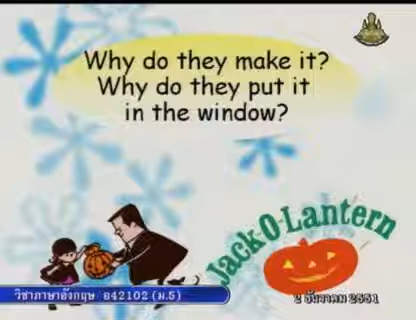 Why do they make it?
Why do they put it
in the window?
Jack-O-Lantern
วิชาภาษาอังกฤษ อ42102 (ม.5)
2 ธันวาคม 2551